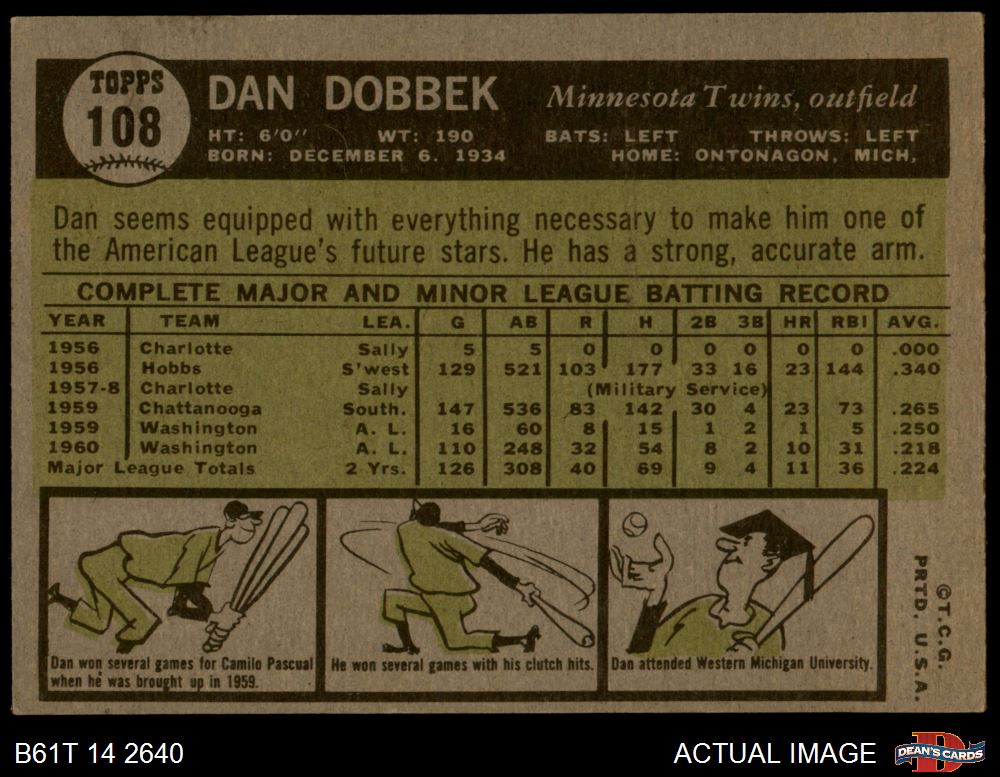 TOPPS
108
DAN DOBBEK
Minnesota Twins, outfield
HT: 6'0" WT: 190 BATS: LEFT THROWS: LEFT
BORN: DECEMBER 6. 1934 HOME: ONTONAGON, MICH,
Dan seems equipped with everything necessary to make him one of
the American League's future stars. He has a strong, accurate arm.
COMPLETE MAJOR AND MINOR LEAGUE BATTING RECORD
YEAR TEAM LEA. G AB R H 2B 3B HR RBI AVG.
1956 Charlotte Sally 5 5 0 0 0 0 0 0 .000
1956 Hobbs S'west 129 521 103 177 33 16 23 144 .340
1957-8 Charlotte Sally (Military Service)
1959 Chattanooga South. 147 536 83 142 30 4 23 73 .265
1959 Washington A. L. 16 60 8 15 1 2 1 5 .250
1960 Washington A. L. 110 248 32 54 8 2 10 31 .218
Major League Totals 2 Yrs. 126 308 40 69 9 4 11 36 .224
Dan won several games for Camilo Pascual
when he was brought up in 1959.
He won several games with his clutch hits.
Dan attended Western Michigan University.
©T.C.G.
PRTD. U.S.A.
B61T 14 2640
ACTUAL IMAGE
D
DEAN'S CARDS